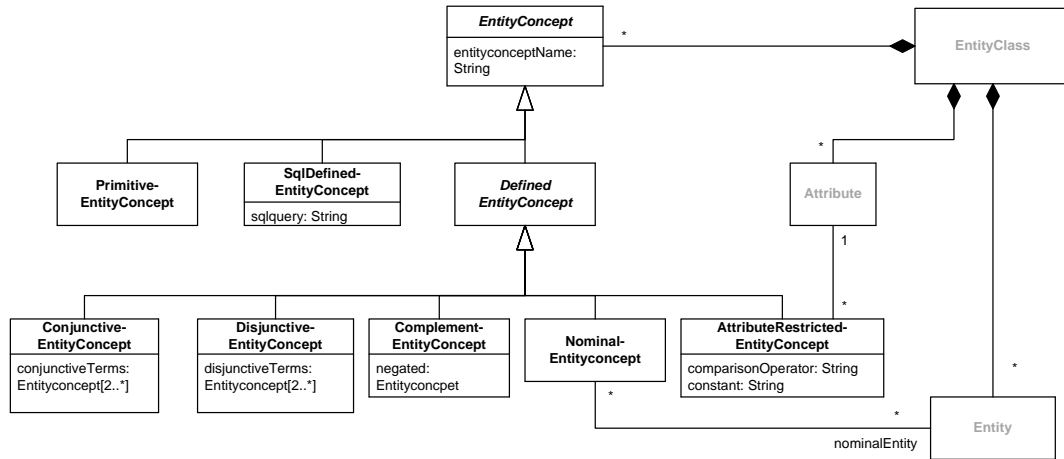 EntityConcept
entityconceptName:
String
*
EntityClass
Primitive-
EntityConcept
SqlDefined-
EntityConcept
sqlquery: String
Defined
EntityConcept
*
Attribute
1
Conjunctive-
EntityConcept
conjunctiveTerms:
Entityconcept[2..*]
Disjunctive-
EntityConcept
disjunctiveTerms:
Entityconcept[2..*]
Complement-
EntityConcept
negated:
Entityconcpet
Nominal-
Entityconcept
*
AttributeRestricted-
EntityConcept
comparisonOperator: String
constant: String
*
*
*
nominalEntity
Entity